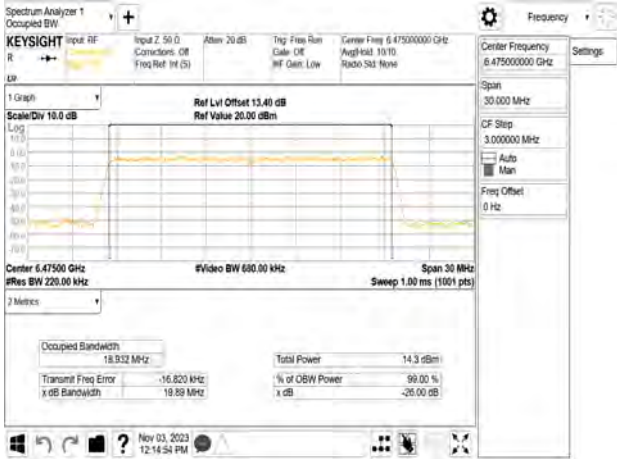 Spectrum Analyzer 1
Occupied BW
+
Frequency
KEYSIGHT
Input: RF
R
Input Z: 50 Ω
Corrections: Off
Freq Ref: Int (S)
Atten: 20 dB
Trig: Free Run
Gate: Off
#IF Gain: Low
Center Freq: 6.475000000 GHz
Avg|Hold: 10/10
Radio Std: None
Center Frequency
6.475000000 GHz
Settings
Span
30.000 MHz
CF Step
3.000000 MHz
Auto
Man
Freq Offset
0 Hz
1 Graph
Scale/Div 10.0 dB
Ref Lvl Offset 13.40 dB
Ref Value 20.00 dBm
Log
Center 6.47500 GHz
#Res BW 220.00 kHz
#Video BW 680.00 kHz
Span 30 MHz
Sweep 1.00 ms (1001 pts)
2 Metrics
Occupied Bandwidth
18.932 MHz
Total Power
14.3 dBm
Transmit Freq Error
-16.820 kHz
% of OBW Power
99.00 %
x dB Bandwidth
19.89 MHz
x dB
-26.00 dB
?
Nov 03, 2023
12:14:54 PM